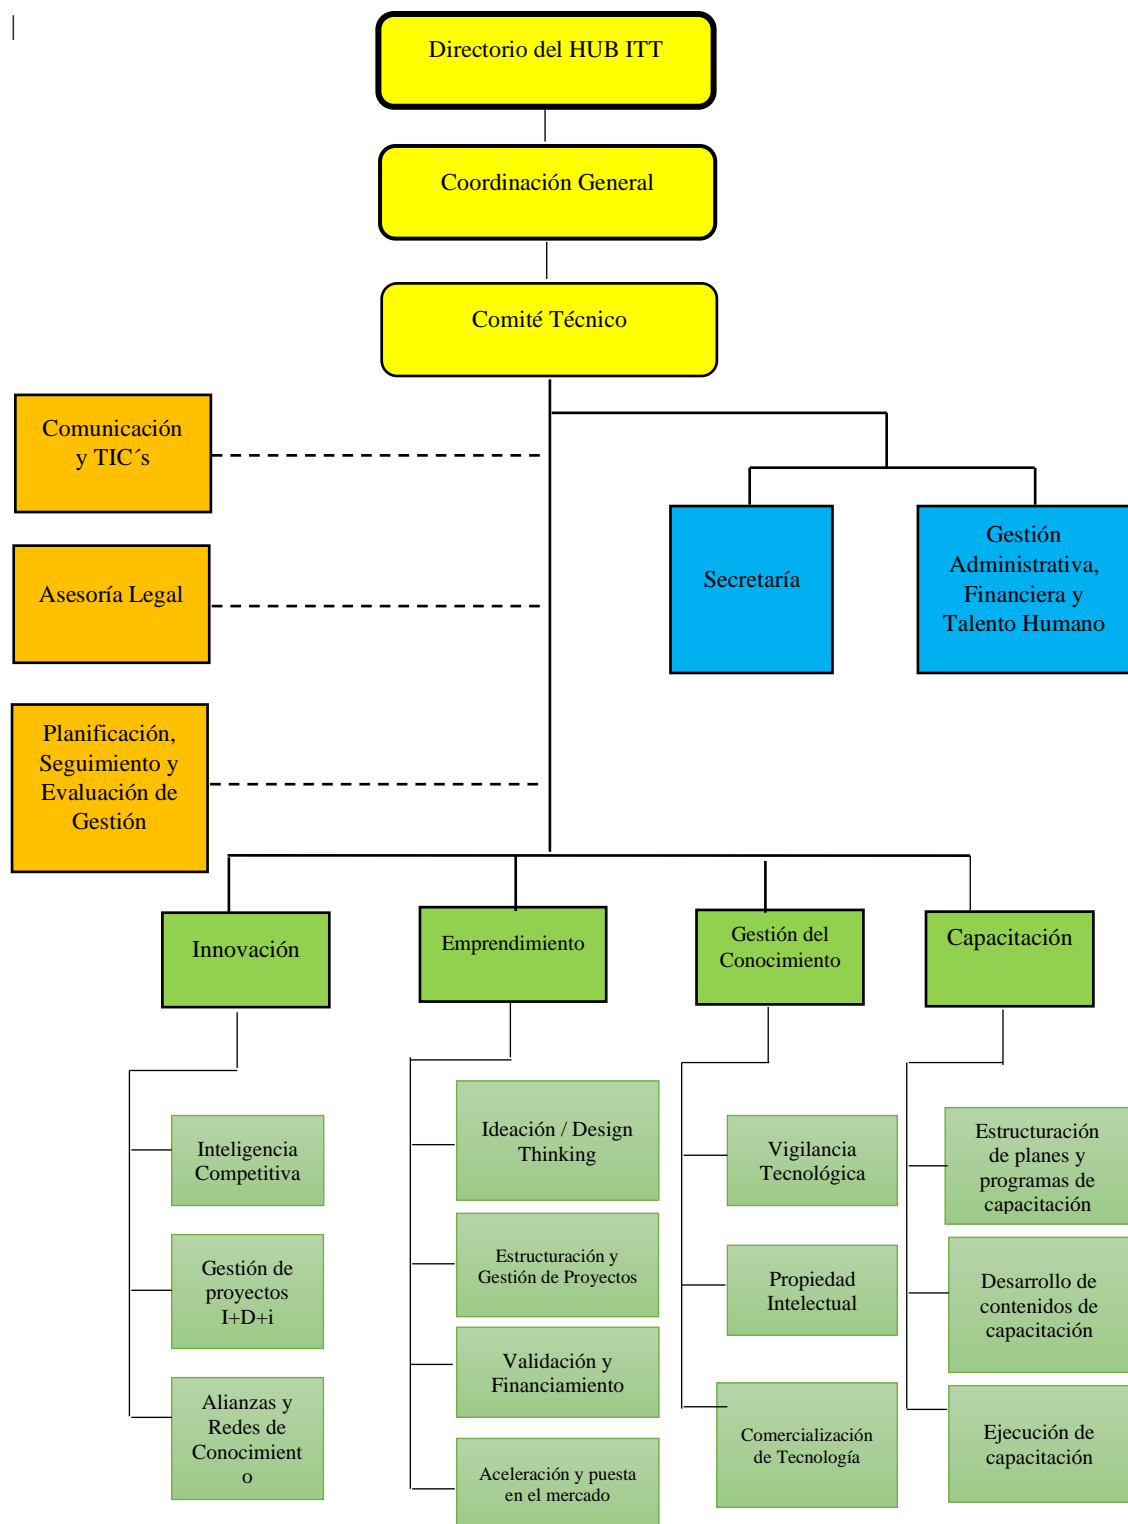 Directorio del HUB ITT
Coordinación General
Comité Técnico
Comunicación
y TIC´s
Asesoría Legal
Planificación,
Seguimiento y
Evaluación de
Gestión
Secretaría
Gestión
Administrativa,
Financiera y
Talento Humano
Innovación
Inteligencia
Competitiva
Gestión de
proyectos
I+D+i
Alianzas y
Redes de
Conocimient
o
Emprendimiento
Ideación / Design
Thinking
Estructuración y
Gestión de Proyectos
Validación y
Financiamiento
Aceleración y puesta
en el mercado
Gestión del
Conocimiento
Vigilancia
Tecnológica
Propiedad
Intelectual
Comercialización
de Tecnología
Capacitación
Estructuración
de planes y
programas de
capacitación
Desarrollo de
contenidos de
capacitación
Ejecución de
capacitación